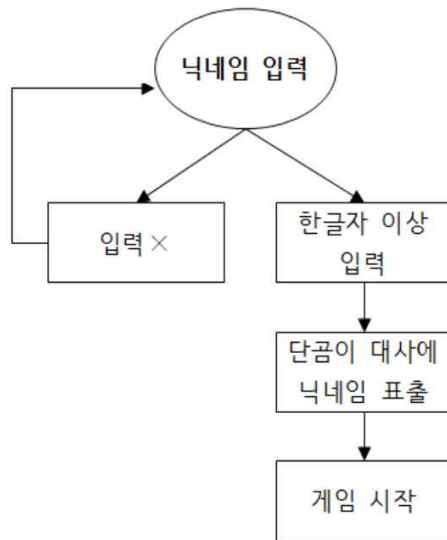 닉네임 입력
입력×
한글자 이상
입력
단곰이 대사에
닉네임 표출
게임 시작